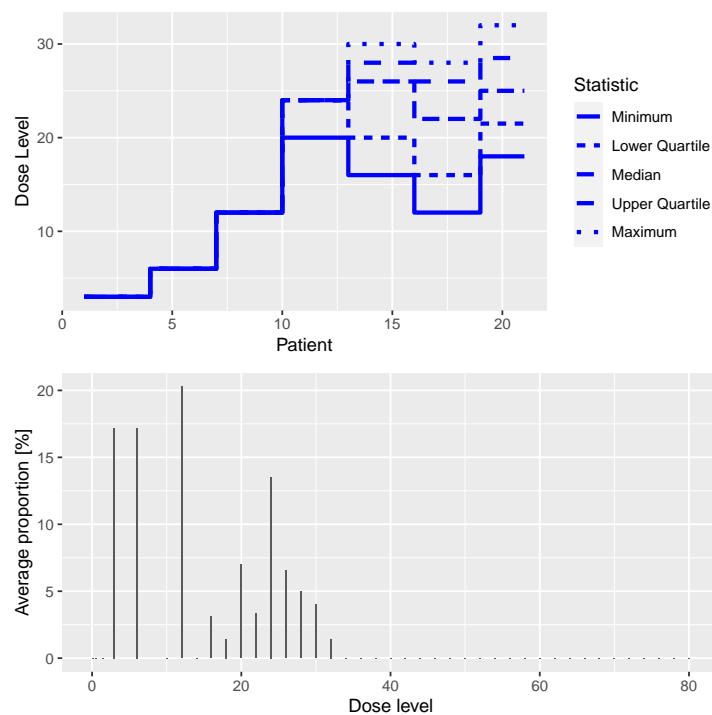 30
20
10
Dose Level
0
5
10
15
20
Patient
Statistic
Minimum
Lower Quartile
Median
Upper Quartile
Maximum
20
15
10
5
0
Average proportion [%]
0
20
40
60
80
Dose level